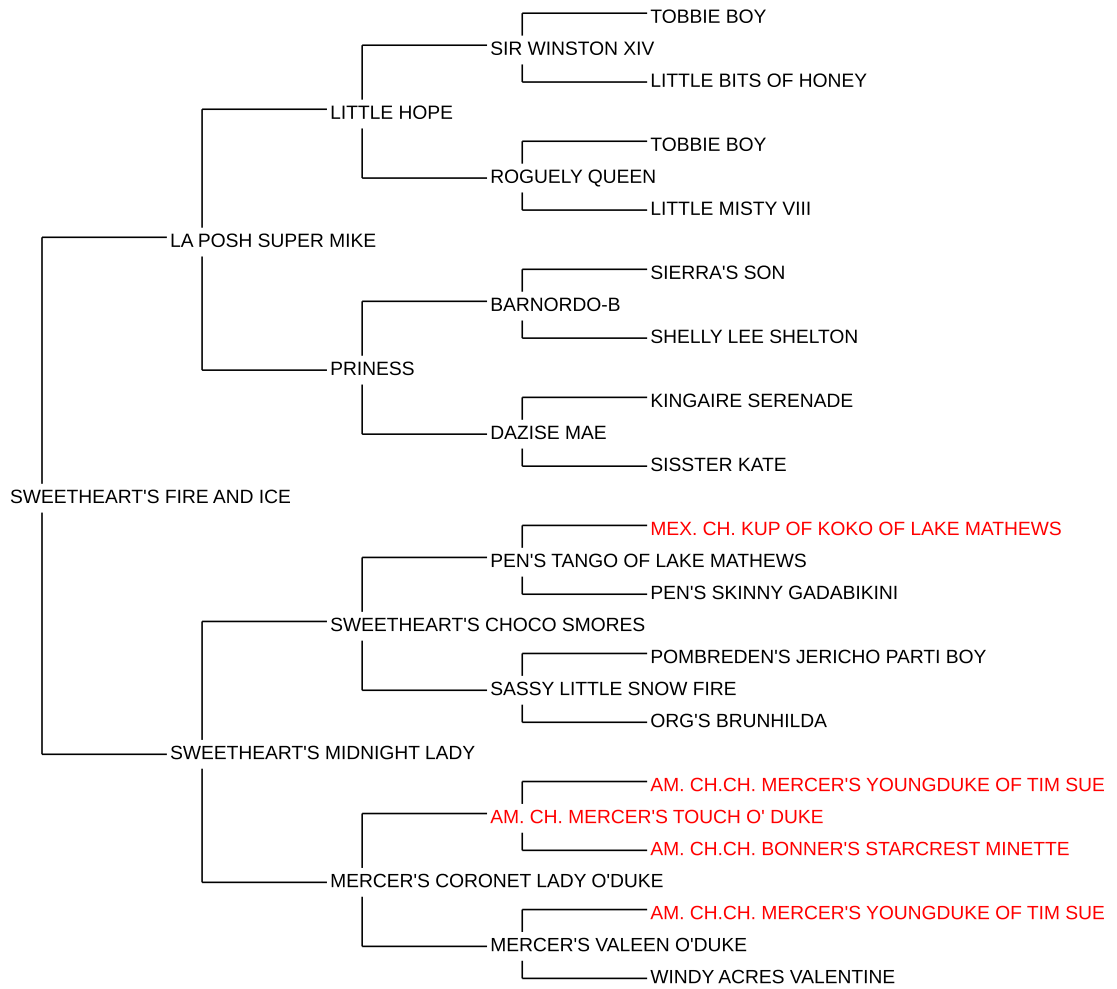 TOBBIE BOY
SIR WINSTON XIV
LITTLE BITS OF HONEY
LITTLE HOPE
TOBBIE BOY
ROGUELY QUEEN
LITTLE MISTY VIII
LA POSH SUPER MIKE
SIERRA'S SON
BARNORDO-B
SHELLY LEE SHELTON
PRINESS
KINGAIRE SERENADE
DAZISE MAE
SISSTER KATE
SWEETHEART'S FIRE AND ICE
MEX. CH. KUP OF KOKO OF LAKE MATHEWS
PEN'S TANGO OF LAKE MATHEWS
PEN'S SKINNY GADABIKINI
SWEETHEART'S CHOCO SMORES
POMBREDEN'S JERICHO PARTI BOY
SASSY LITTLE SNOW FIRE
ORG'S BRUNHILDA
SWEETHEART'S MIDNIGHT LADY
AM. CH.CH. MERCER'S YOUNGDUKE OF TIM SUE
AM. CH. MERCER'S TOUCH O' DUKE
AM. CH.CH. BONNER'S STARCREST MINETTE
MERCER'S CORONET LADY O'DUKE
AM. CH.CH. MERCER'S YOUNGDUKE OF TIM SUE
MERCER'S VALEEN O'DUKE
WINDY ACRES VALENTINE